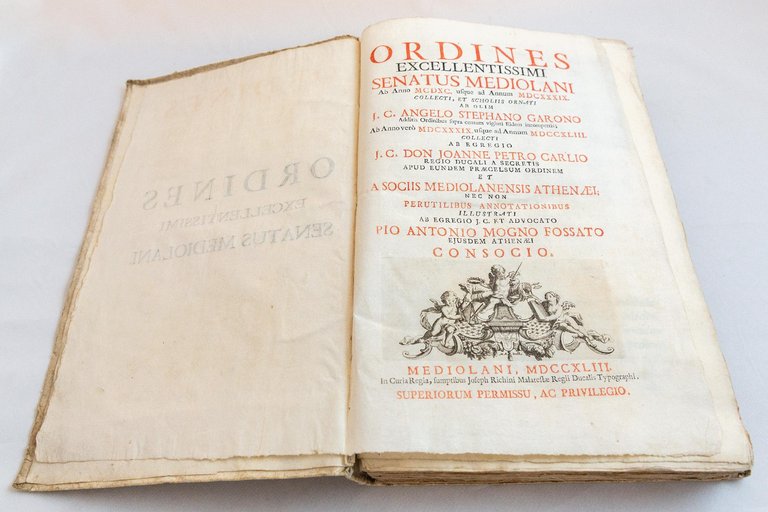 ORDINES
EXCELLENTISSIMI
SENATUS MEDIOLANI
ORDINES
EXCELLENTISSIMI
SENATUS MEDIOLANI
Ab Anno MCDXC. usque ad Annum MDCXXXIX.
COLLECTI, ET SCHOLIIS ORNATI
AB OLIM
J. C. ANGELO STEPHANO GARONO
Additis Ordinibus supra centum viginti eidem incompertis;
Ab Anno verò MDCXXXIX. usque ad Annum MDCCXLIII.
COLLECTI
AB EGREGIO
J. C. DON JOANNE PETRO CARLIO
REGIO DUCALI A SECRETIS
APUD EUNDEM PRÆCELSUM ORDINEM
ET
A SOCIIS MEDIOLANENSIS ATHENÆI;
NEC NON
PERUTILIBUS ANNOTATIONIBUS
ILLUSTRATI
AB EGREGIO J. C. ET ADVOCATO
PIO ANTONIO MOGNO FOSSATO
EJUSDEM ATHENÆI
CONSOCIO.
MEDIOLANI, MDCCXLIII.
In Curia Regia, sumptibus Joseph Richini Malatestæ Regii Ducalis Typographi.
SUPERIORUM PERMISSU, AC PRIVILEGIO.